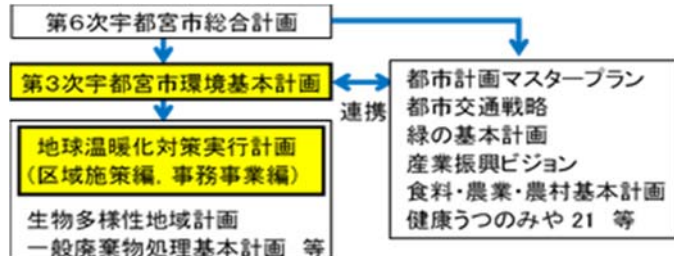 第6次宇都宮市総合計画
第3次宇都宮市環境基本計画
連携
地球温暖化対策実行計画
(区域施策編，事務事業編)
生物多様性地域計画
一般廃棄物処理基本計画 等
都市計画マスタープラン
都市交通戦略
緑の基本計画
産業振興ビジョン
食料・農業・農村基本計画
健康うつのみや 21 等